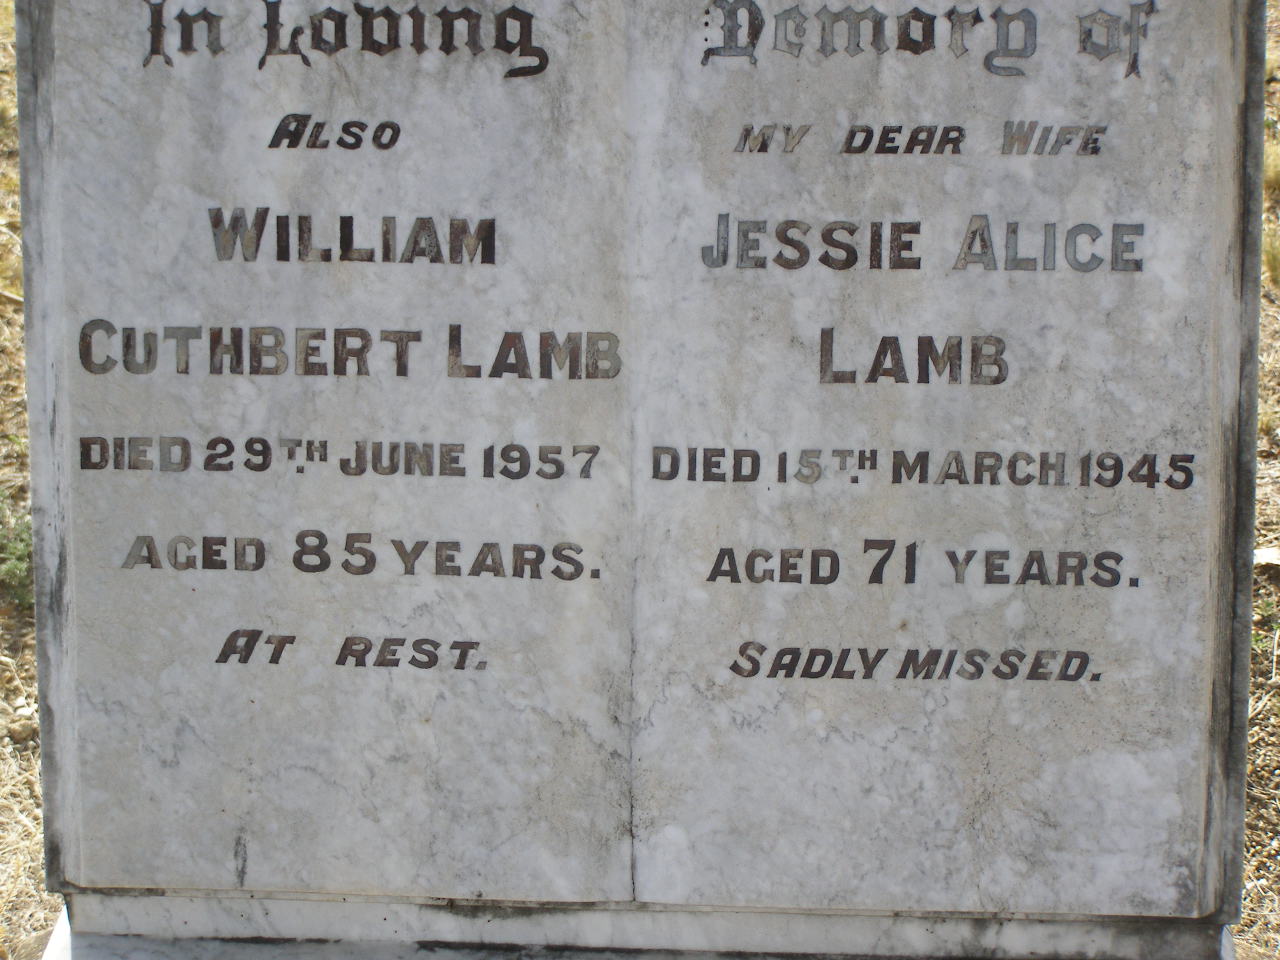 In Loving Memory of
ALSO
WILLIAM
CUTHBERT LAMB
DIED 29TH JUNE 1957
AGED 85 YEARS.
AT REST.
MY DEAR WIFE
JESSIE ALICE
LAMB
DIED 15TH MARCH 1945
AGED 71 YEARS.
SADLY MISSED.